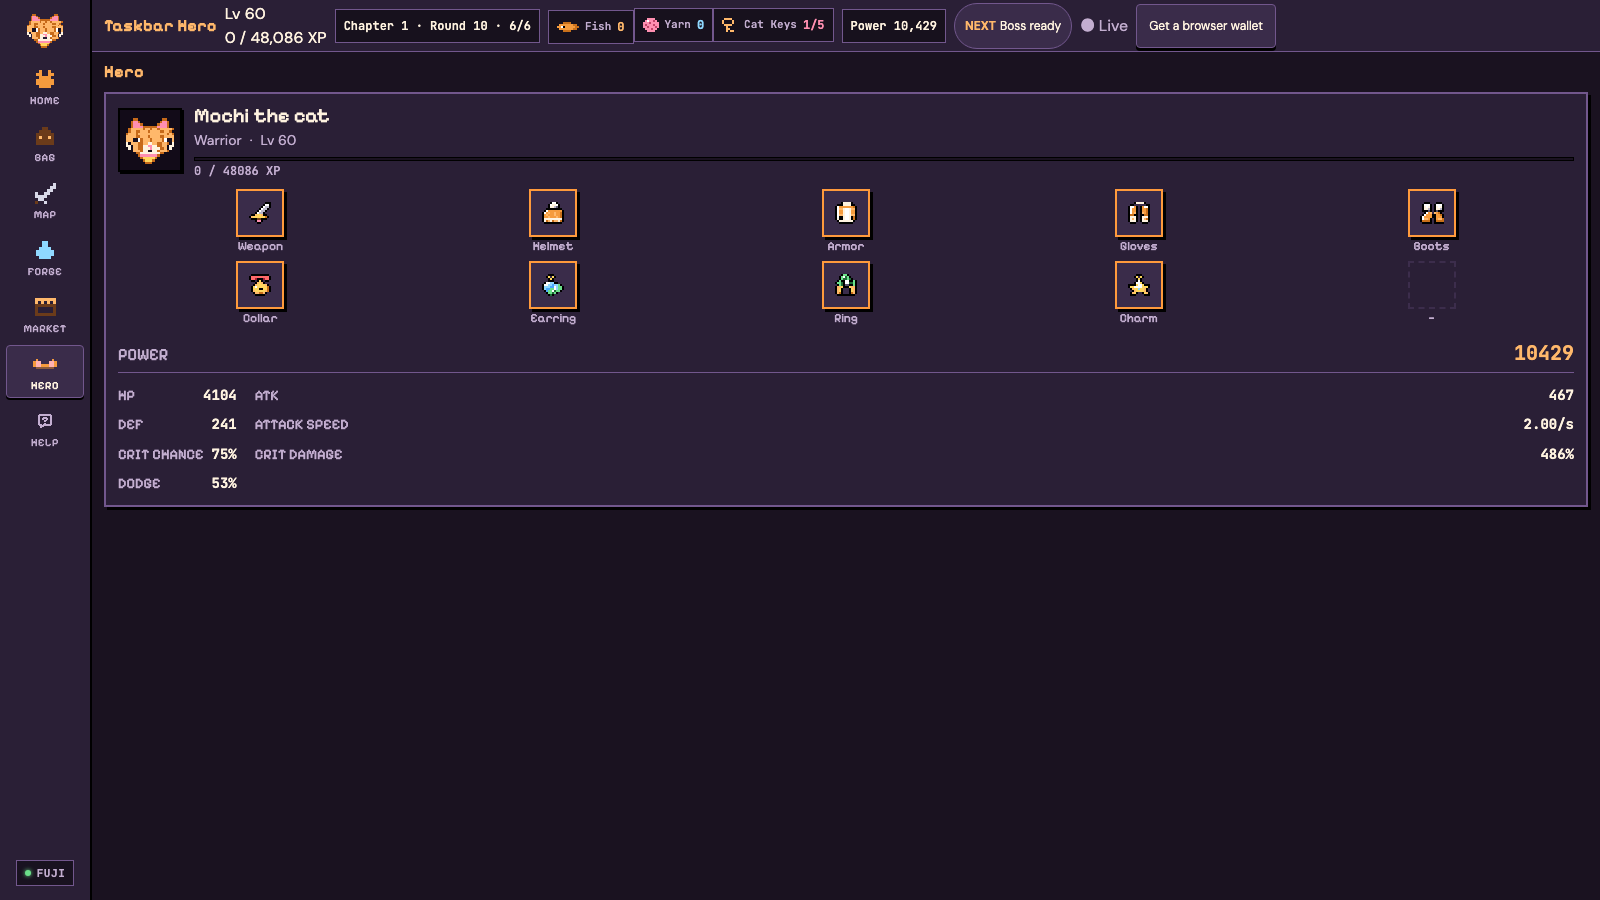 Taskbar Hero
Lv 60
0 / 48,086 XP
Chapter 1 · Round 10 · 6/6
Fish 0
Yarn 0
Cat Keys 1/5
Power 10,429
NEXT Boss ready
Live
Get a browser wallet
HOME
BAG
MAP
FORGE
MARKET
HERO
HELP
FUJI
Hero
Mochi the cat
Warrior · Lv 60
0 / 48086 XP
Weapon
Helmet
Armor
Gloves
Boots
Collar
Earring
Ring
Charm
-
POWER 10429
HP 4104 ATK 467
DEF 241 ATTACK SPEED 2.00/s
CRIT CHANCE 75% CRIT DAMAGE 486%
DODGE 53%